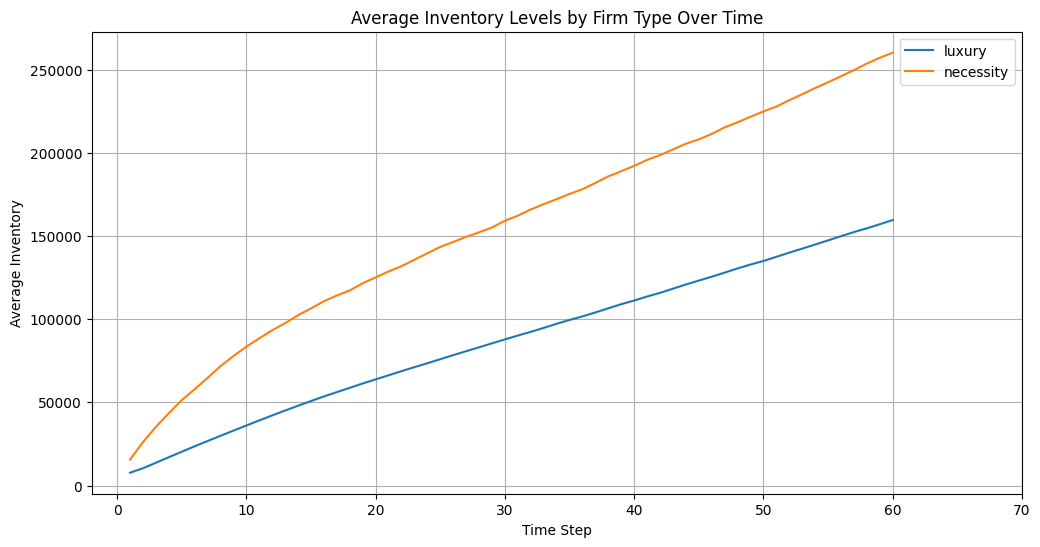 Average Inventory Levels by Firm Type Over Time
luxury
necessity
250000
200000
150000
100000
50000
0
Average Inventory
0 10 20 30 40 50 60 70
Time Step